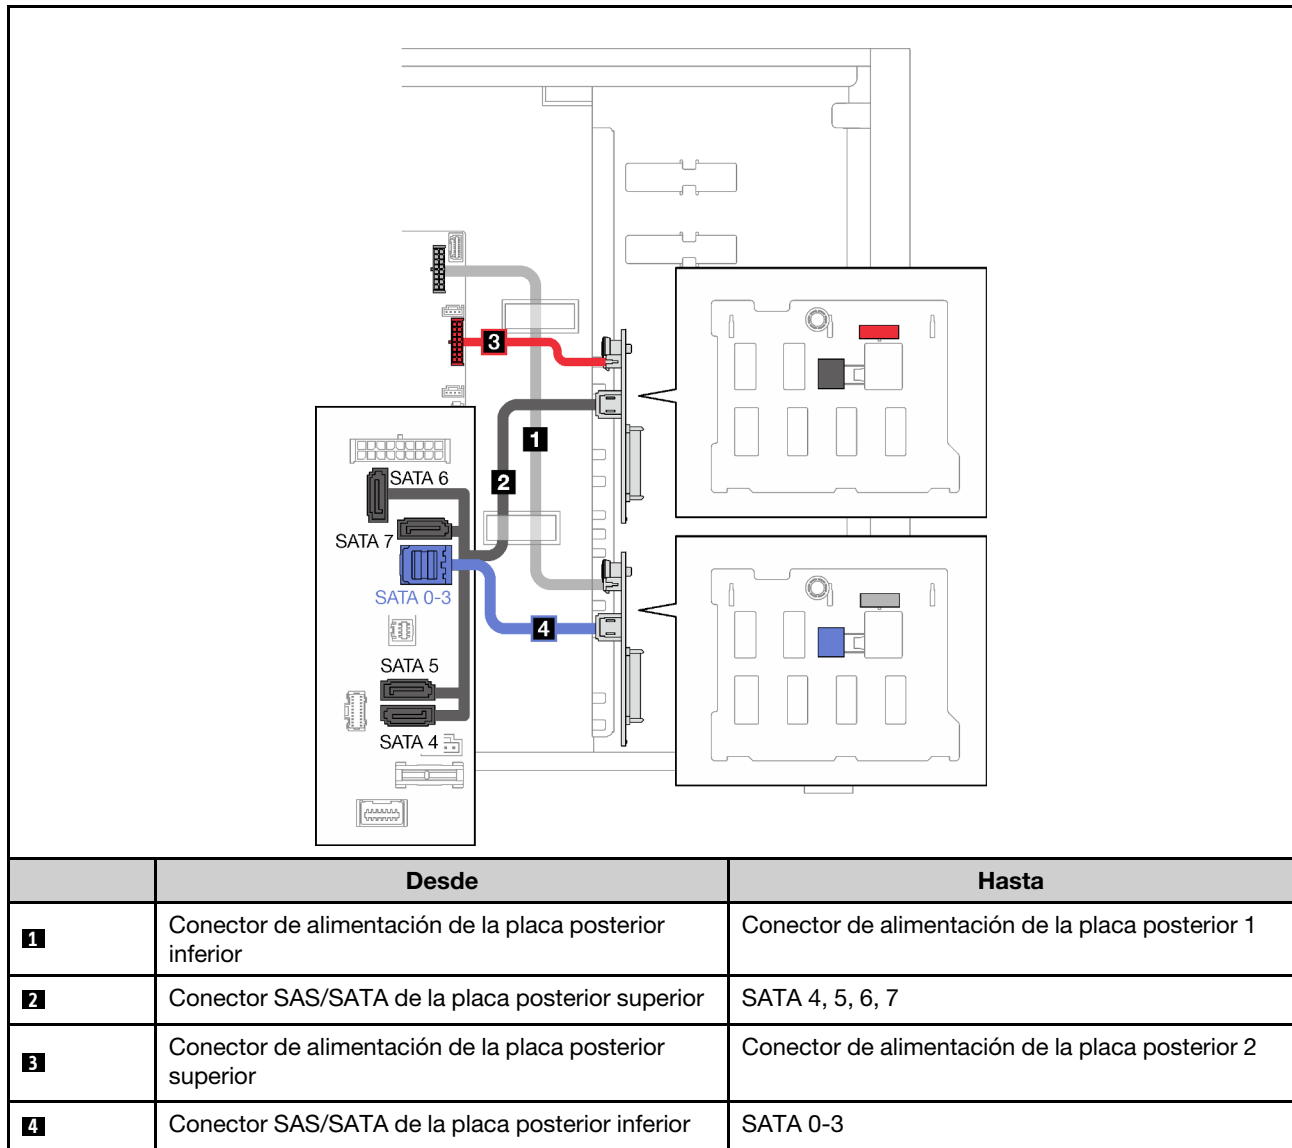 3
1
2
SATA 6
SATA 7
SATA 0-3
4
SATA 5
SATA 4
Desde
Hasta
1
Conector de alimentación de la placa posterior
inferior
Conector de alimentación de la placa posterior 1
2
Conector SAS/SATA de la placa posterior superior
SATA 4, 5, 6, 7
3
Conector de alimentación de la placa posterior
superior
Conector de alimentación de la placa posterior 2
4
Conector SAS/SATA de la placa posterior inferior
SATA 0-3